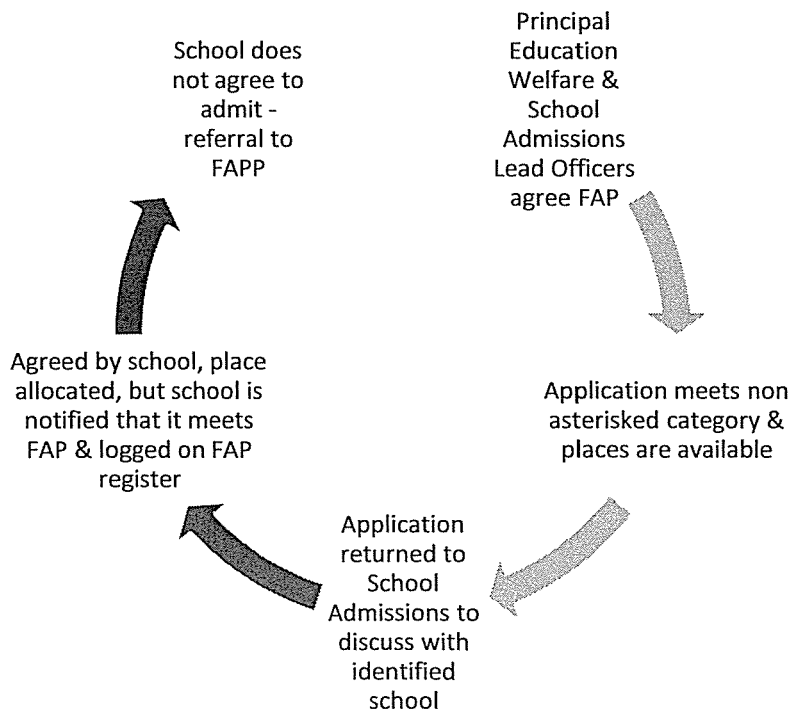 Principal
Education
Welfare &
School
Admissions
Lead Officers
agree FAP
Application meets non
asterisked category &
places are available
Application
returned to
School
Admissions to
discuss with
identified
school
Agreed by school, place
allocated, but school is
notified that it meets
FAP & logged on FAP
register
School does
not agree to
admit -
referral to
FAPP